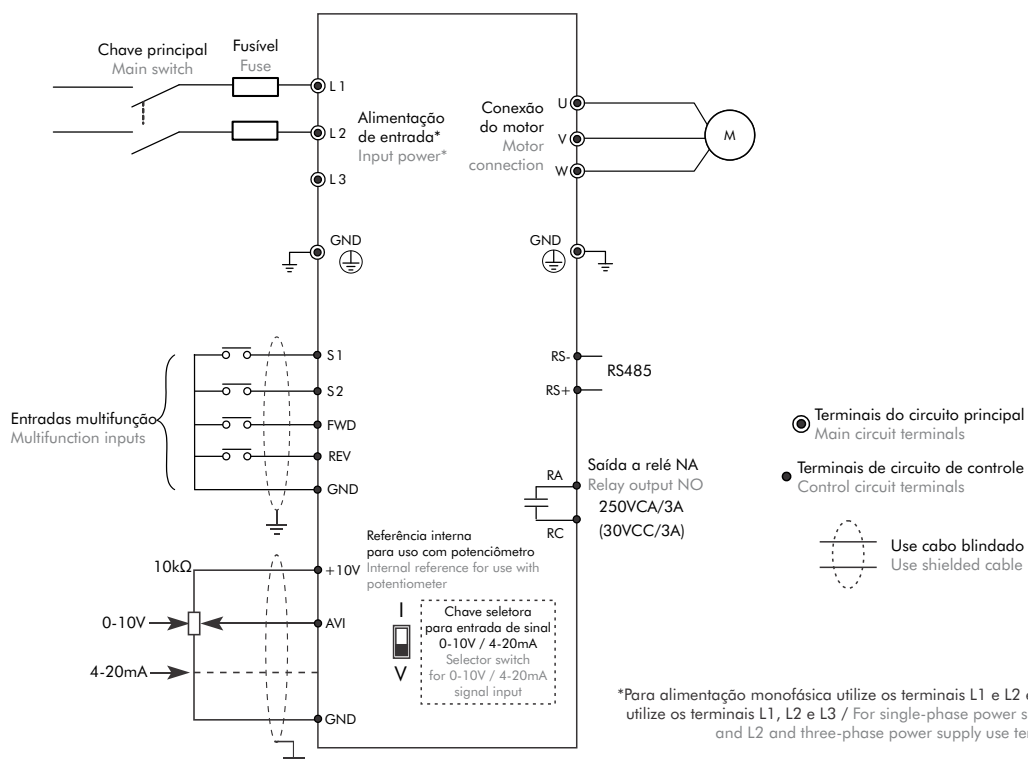 Chave principal
Main switch
Fusível
Fuse
L1
L2
L3
Alimentação
de entrada*
Input power*
Conexão
do motor
Motor
connection
U
V
W
M
GND
GND
Entradas multifunção
Multifunction inputs
S1
S2
FWD
REV
GND
RS-
RS+
RS485
RA
RC
Saída a relé NA
Relay output NO
250VCA/3A
(30VCC/3A)
Terminais do circuito principal
Main circuit terminals
Terminais de circuito de controle
Control circuit terminals
Use cabo blindado
Use shielded cable
Referência interna
para uso com potenciômetro
Internal reference for use with
potentiometer
10kΩ
+10V
0-10V
AVI
4-20mA
GND
I
V
Chave seletora
para entrada de sinal
0-10V / 4-20mA
Selector switch
for 0-10V / 4-20mA
signal input
*Para alimentação monofásica utilize os terminais L1 e L2
utilize os terminais L1, L2 e L3 / For single-phase power
and L2 and three-phase power supply use